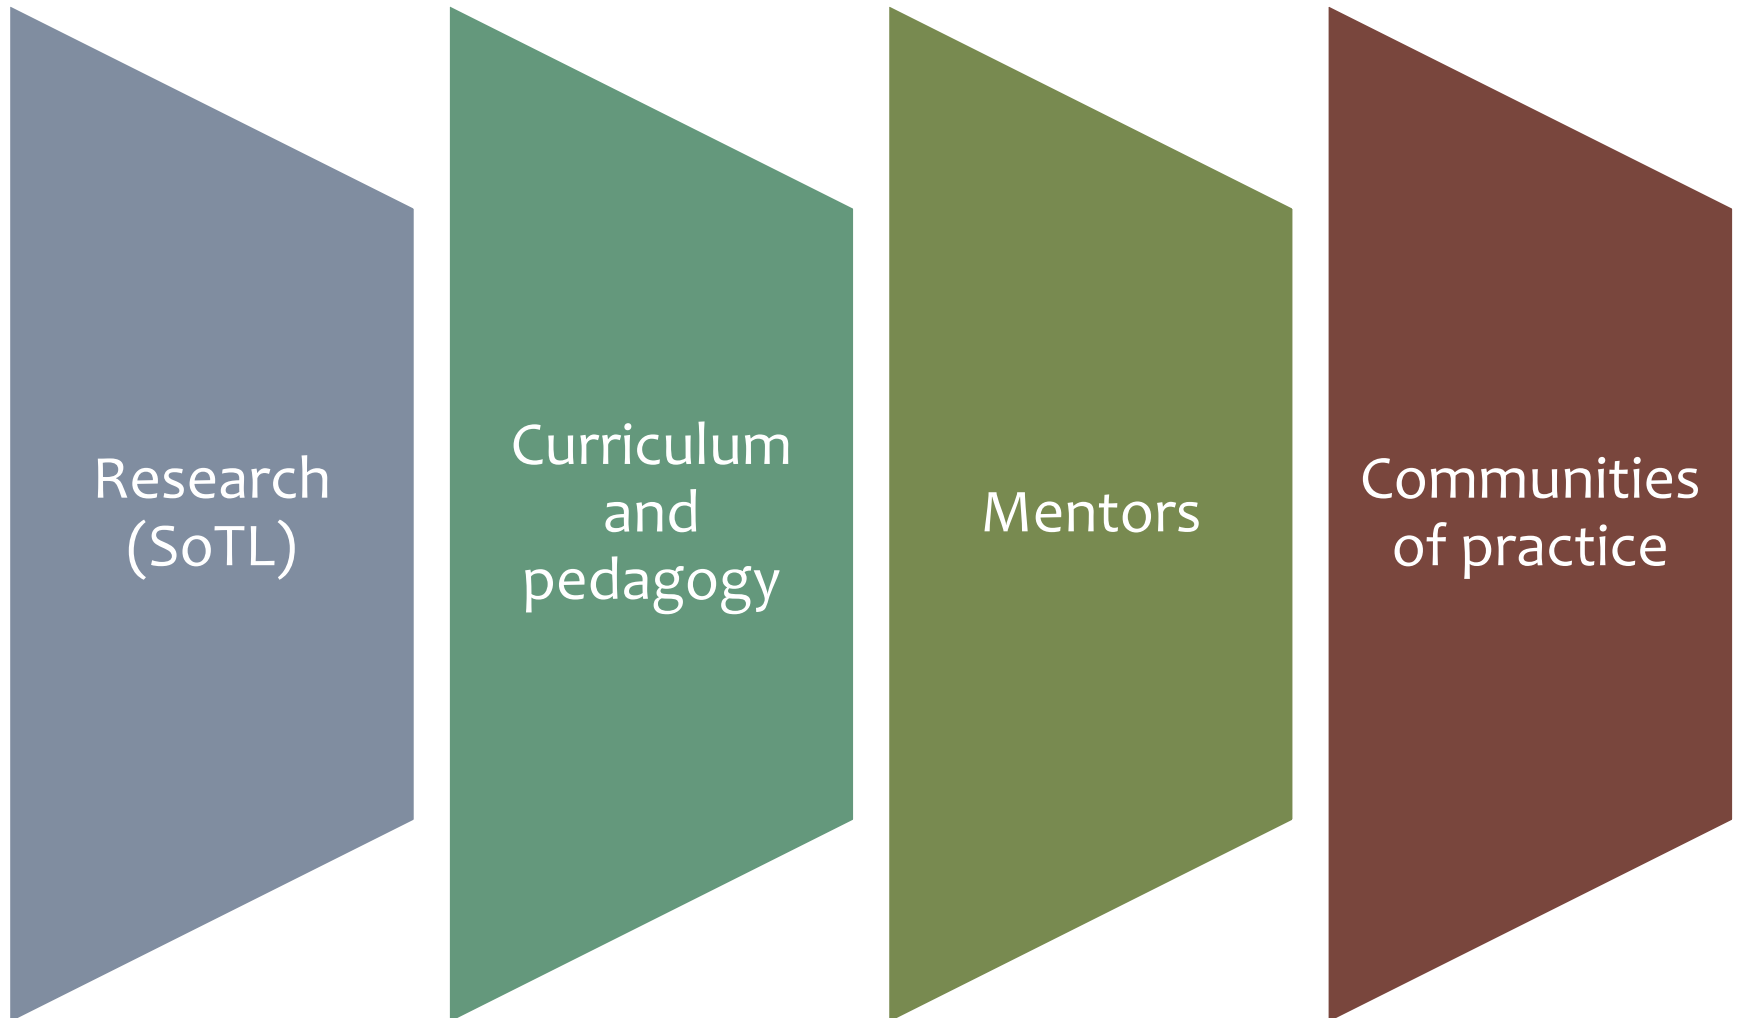 Research
(SoTL)
Curriculum
and
pedagogy
Mentors
Communities
of practice